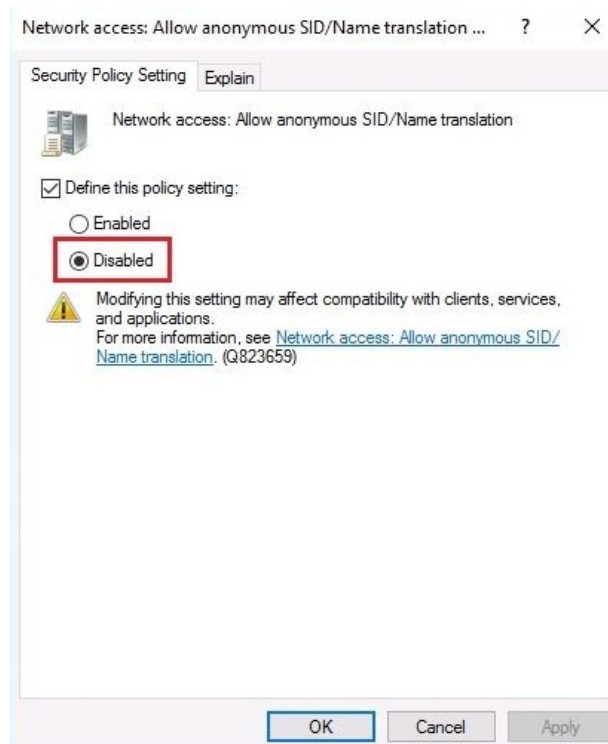 Network access: Allow anonymous SID/Name translation ... ? ×
Security Policy Setting Explain
Network access: Allow anonymous SID/Name translation
Define this policy setting:
Enabled
Disabled
Modifying this setting may affect compatibility with clients, services,
and applications.
For more information, see Network access: Allow anonymous SID/
Name translation. (Q823659)
OK Cancel Apply